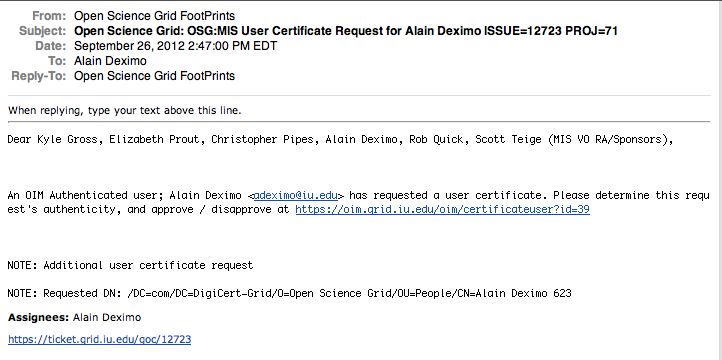 From: Open Science Grid FootPrints
Subject: Open Science Grid: OSG:MIS User Certificate Request for Alain Deximo ISSUE=12723 PROJ=71
Date: September 26, 2012 2:47:00 PM EDT
To: Alain Deximo
Reply-To: Open Science Grid FootPrints
When replying, type your text above this line.
Dear Kyle Gross, Elizabeth Prout, Christopher Pipes, Alain Deximo, Rob Quick, Scott Teige (MIS VO RA/Sponsors),
An OIM Authenticated user; Alain Deximo <adeximo@iu.edu> has requested a user certificate. Please determine this requ
est's authenticity, and approve / disapprove at https://oim.grid.iu.edu/oim/certificateuser?id=39
NOTE: Additional user certificate request
NOTE: Requested DN: /DC=com/DC=DigiCert-Grid/O=Open Science Grid/OU=People/CN=Alain Deximo 623
Assignees: Alain Deximo
https://ticket.grid.iu.edu/goc/12723